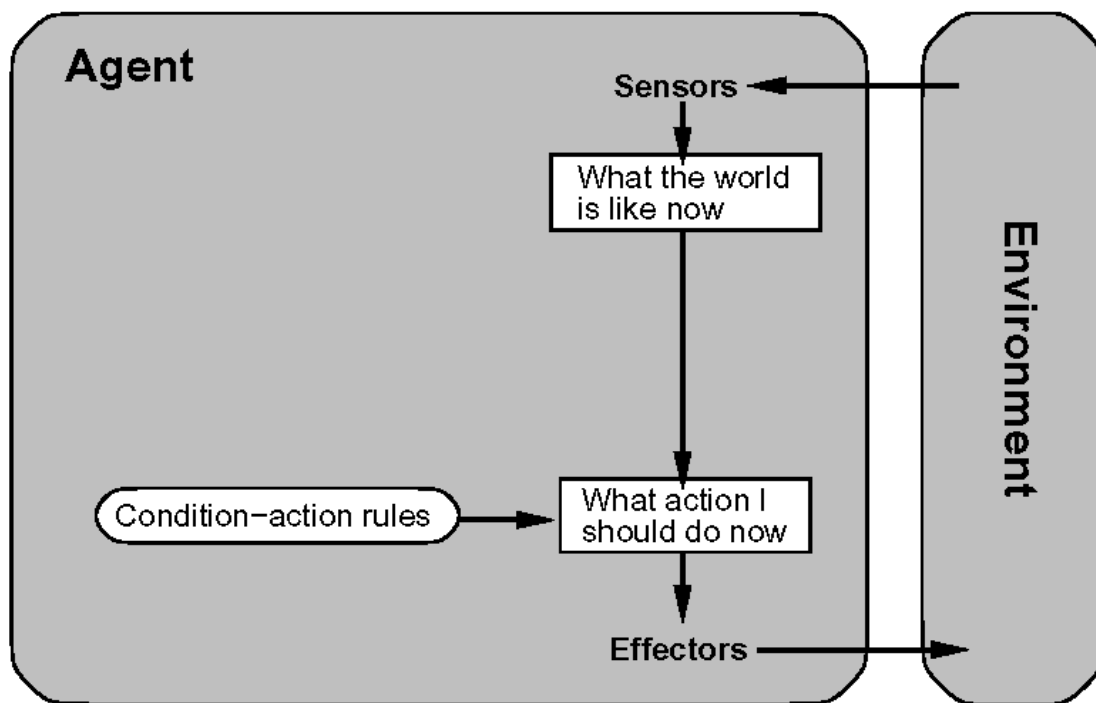 Agent
Sensors
What the world
is like now
Environment
Condition−action rules
What action I
should do now
Effectors